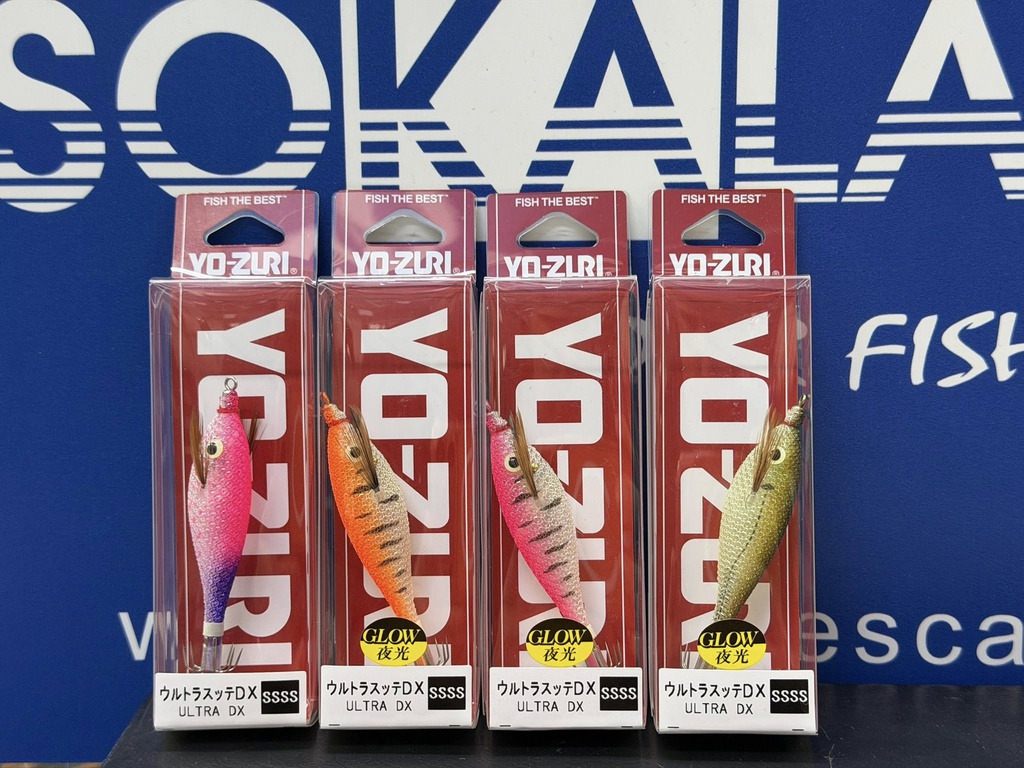 SOKALA
FISH
esca
FISH THE BEST™
YO-ZURI®
YO-ZURI
ウルトラスッテDX SSSS
ULTRA DX
FISH THE BEST™
YO-ZURI
YO-ZURI
GLOW
夜光
ウルトラスッテDX SSSS
ULTRA DX
FISH THE BEST™
YO-ZURI
YO-ZURI
GLOW
夜光
ウルトラスッテDX SSSS
ULTRA DX
FISH THE BEST™
YO-ZURI
YO-ZURI
GLOW
夜光
ウルトラスッテDX SSSS
ULTRA DX